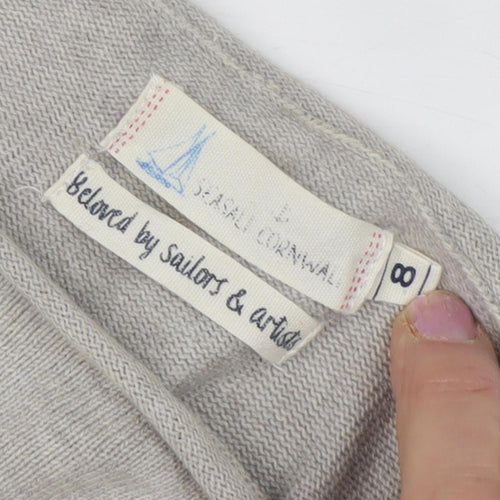 SEASALT CORNWALL
Beloved by Sailors & artists
8